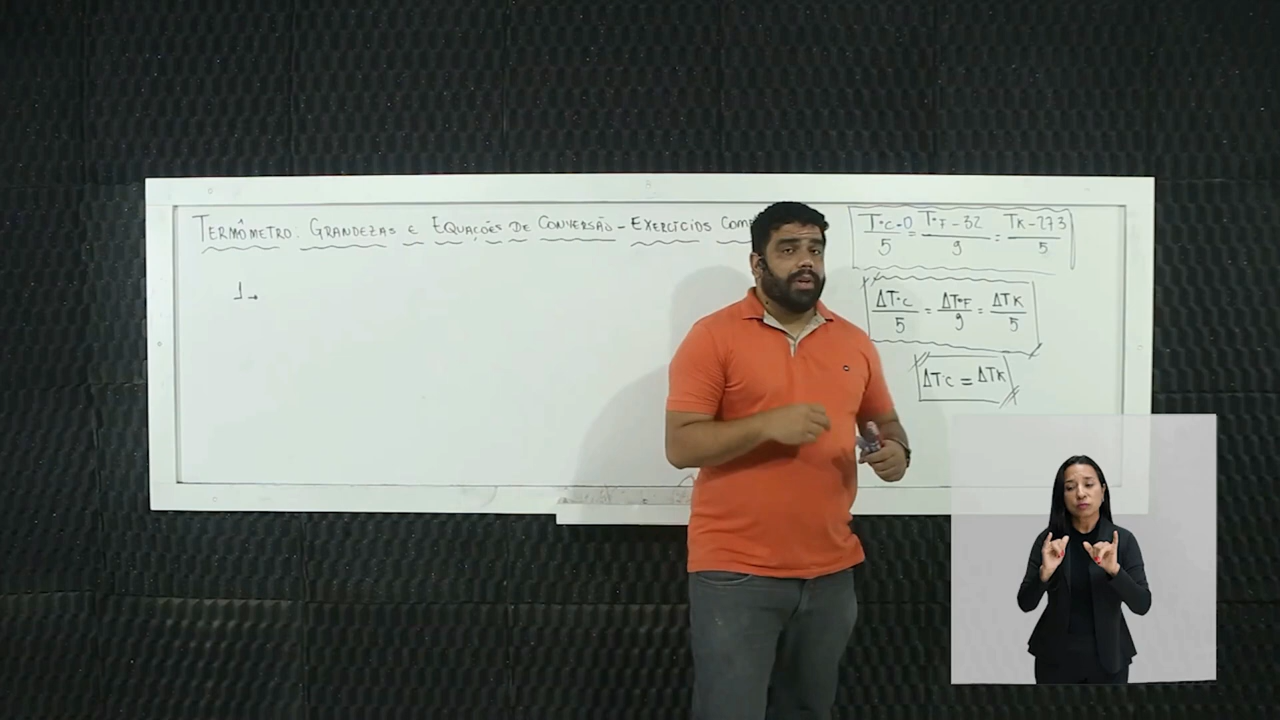 TERMÔMETRO: GRANDEZAS E EQUAÇÕES DE CONVERSÃO - EXERCÍCIOS
1→
T°C-0/5 = T°F-32/9 = TK-273/5
ΔT°C/5 = ΔT°F/9 = ΔTK/5
ΔT°C = ΔTK